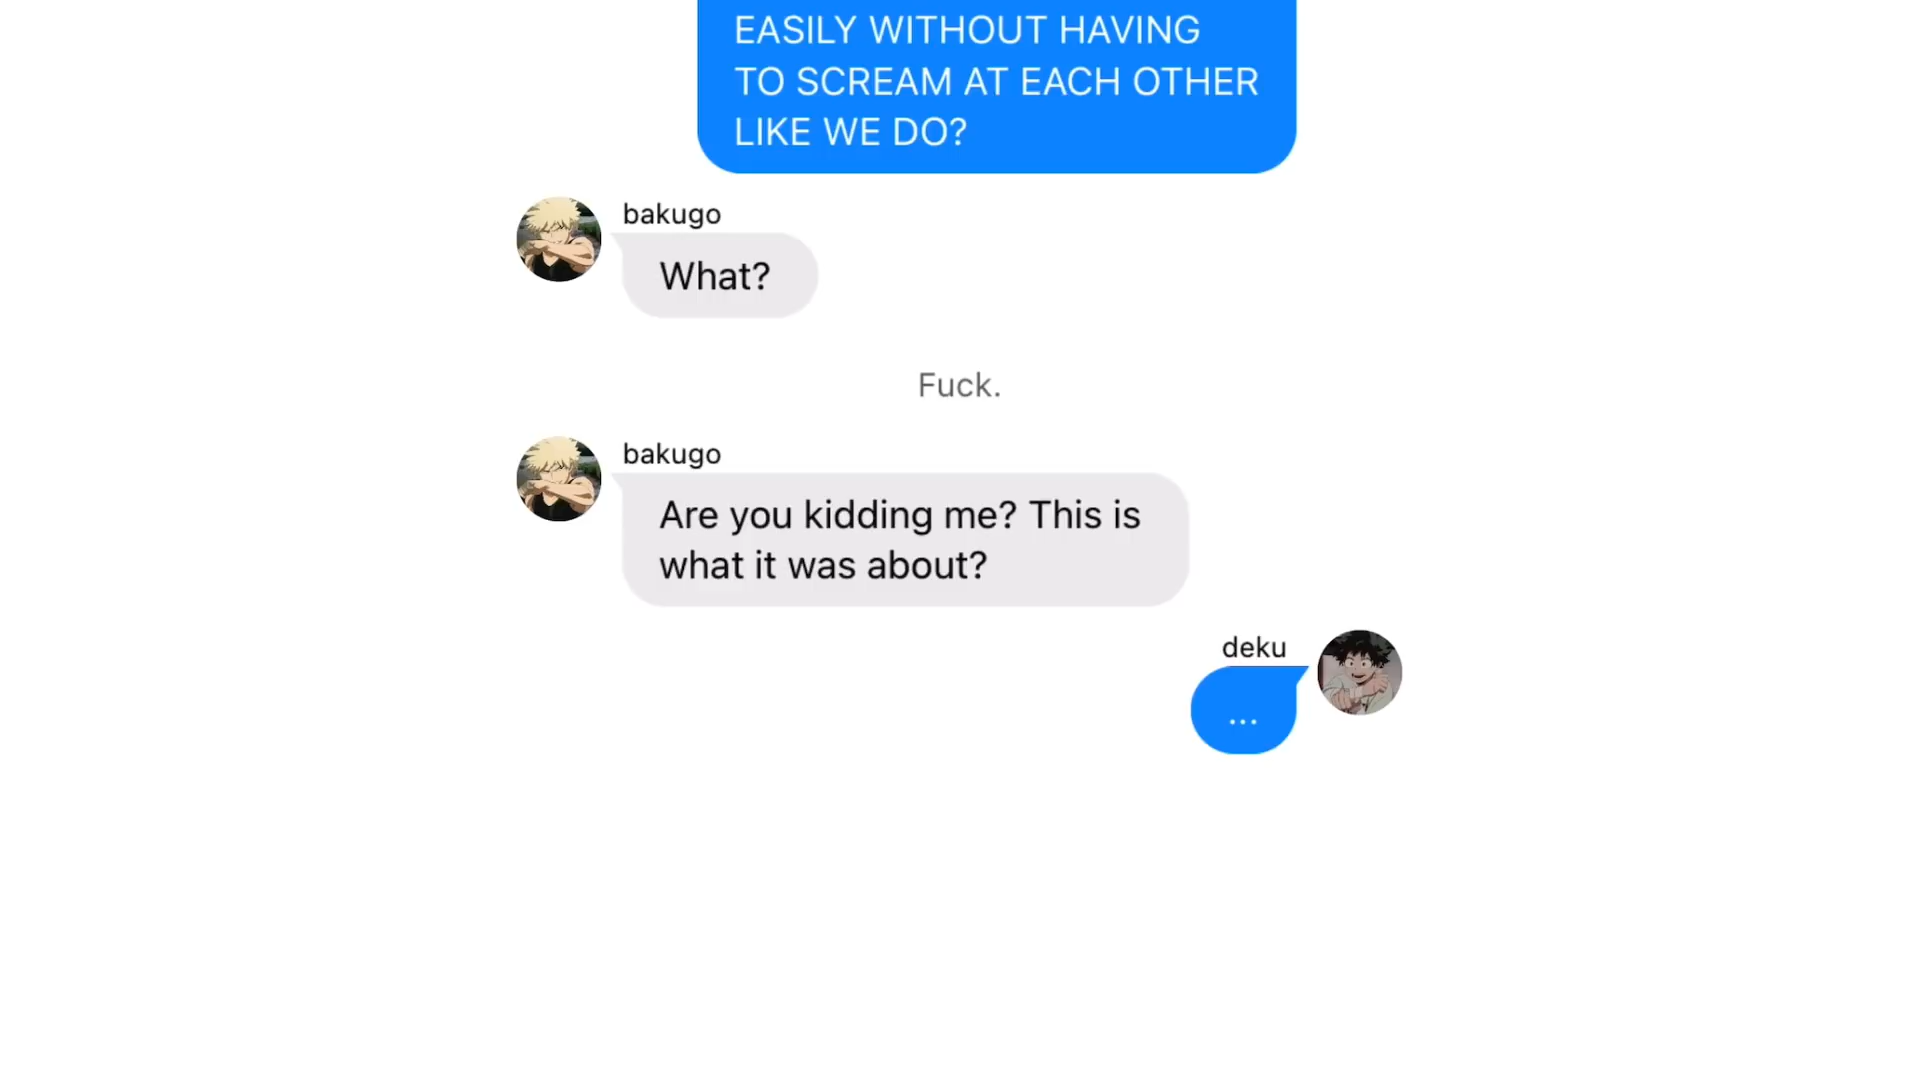 EASILY WITHOUT HAVING
TO SCREAM AT EACH OTHER
LIKE WE DO?
bakugo
What?
Fuck.
bakugo
Are you kidding me? This is
what it was about?
deku
...